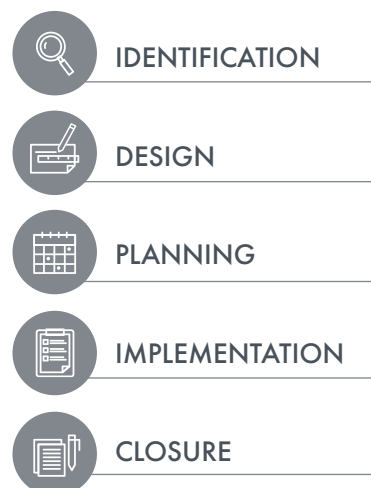 IDENTIFICATION
DESIGN
PLANNING
IMPLEMENTATION
CLOSURE